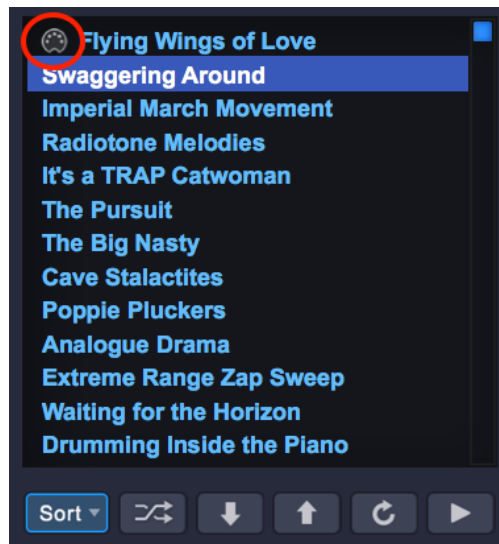 Flying Wings of Love
Swaggering Around
Imperial March Movement
Radiotone Melodies
It's a TRAP Catwoman
The Pursuit
The Big Nasty
Cave Stalactites
Poppie Pluckers
Analogue Drama
Extreme Range Zap Sweep
Waiting for the Horizon
Drumming Inside the Piano
Sort